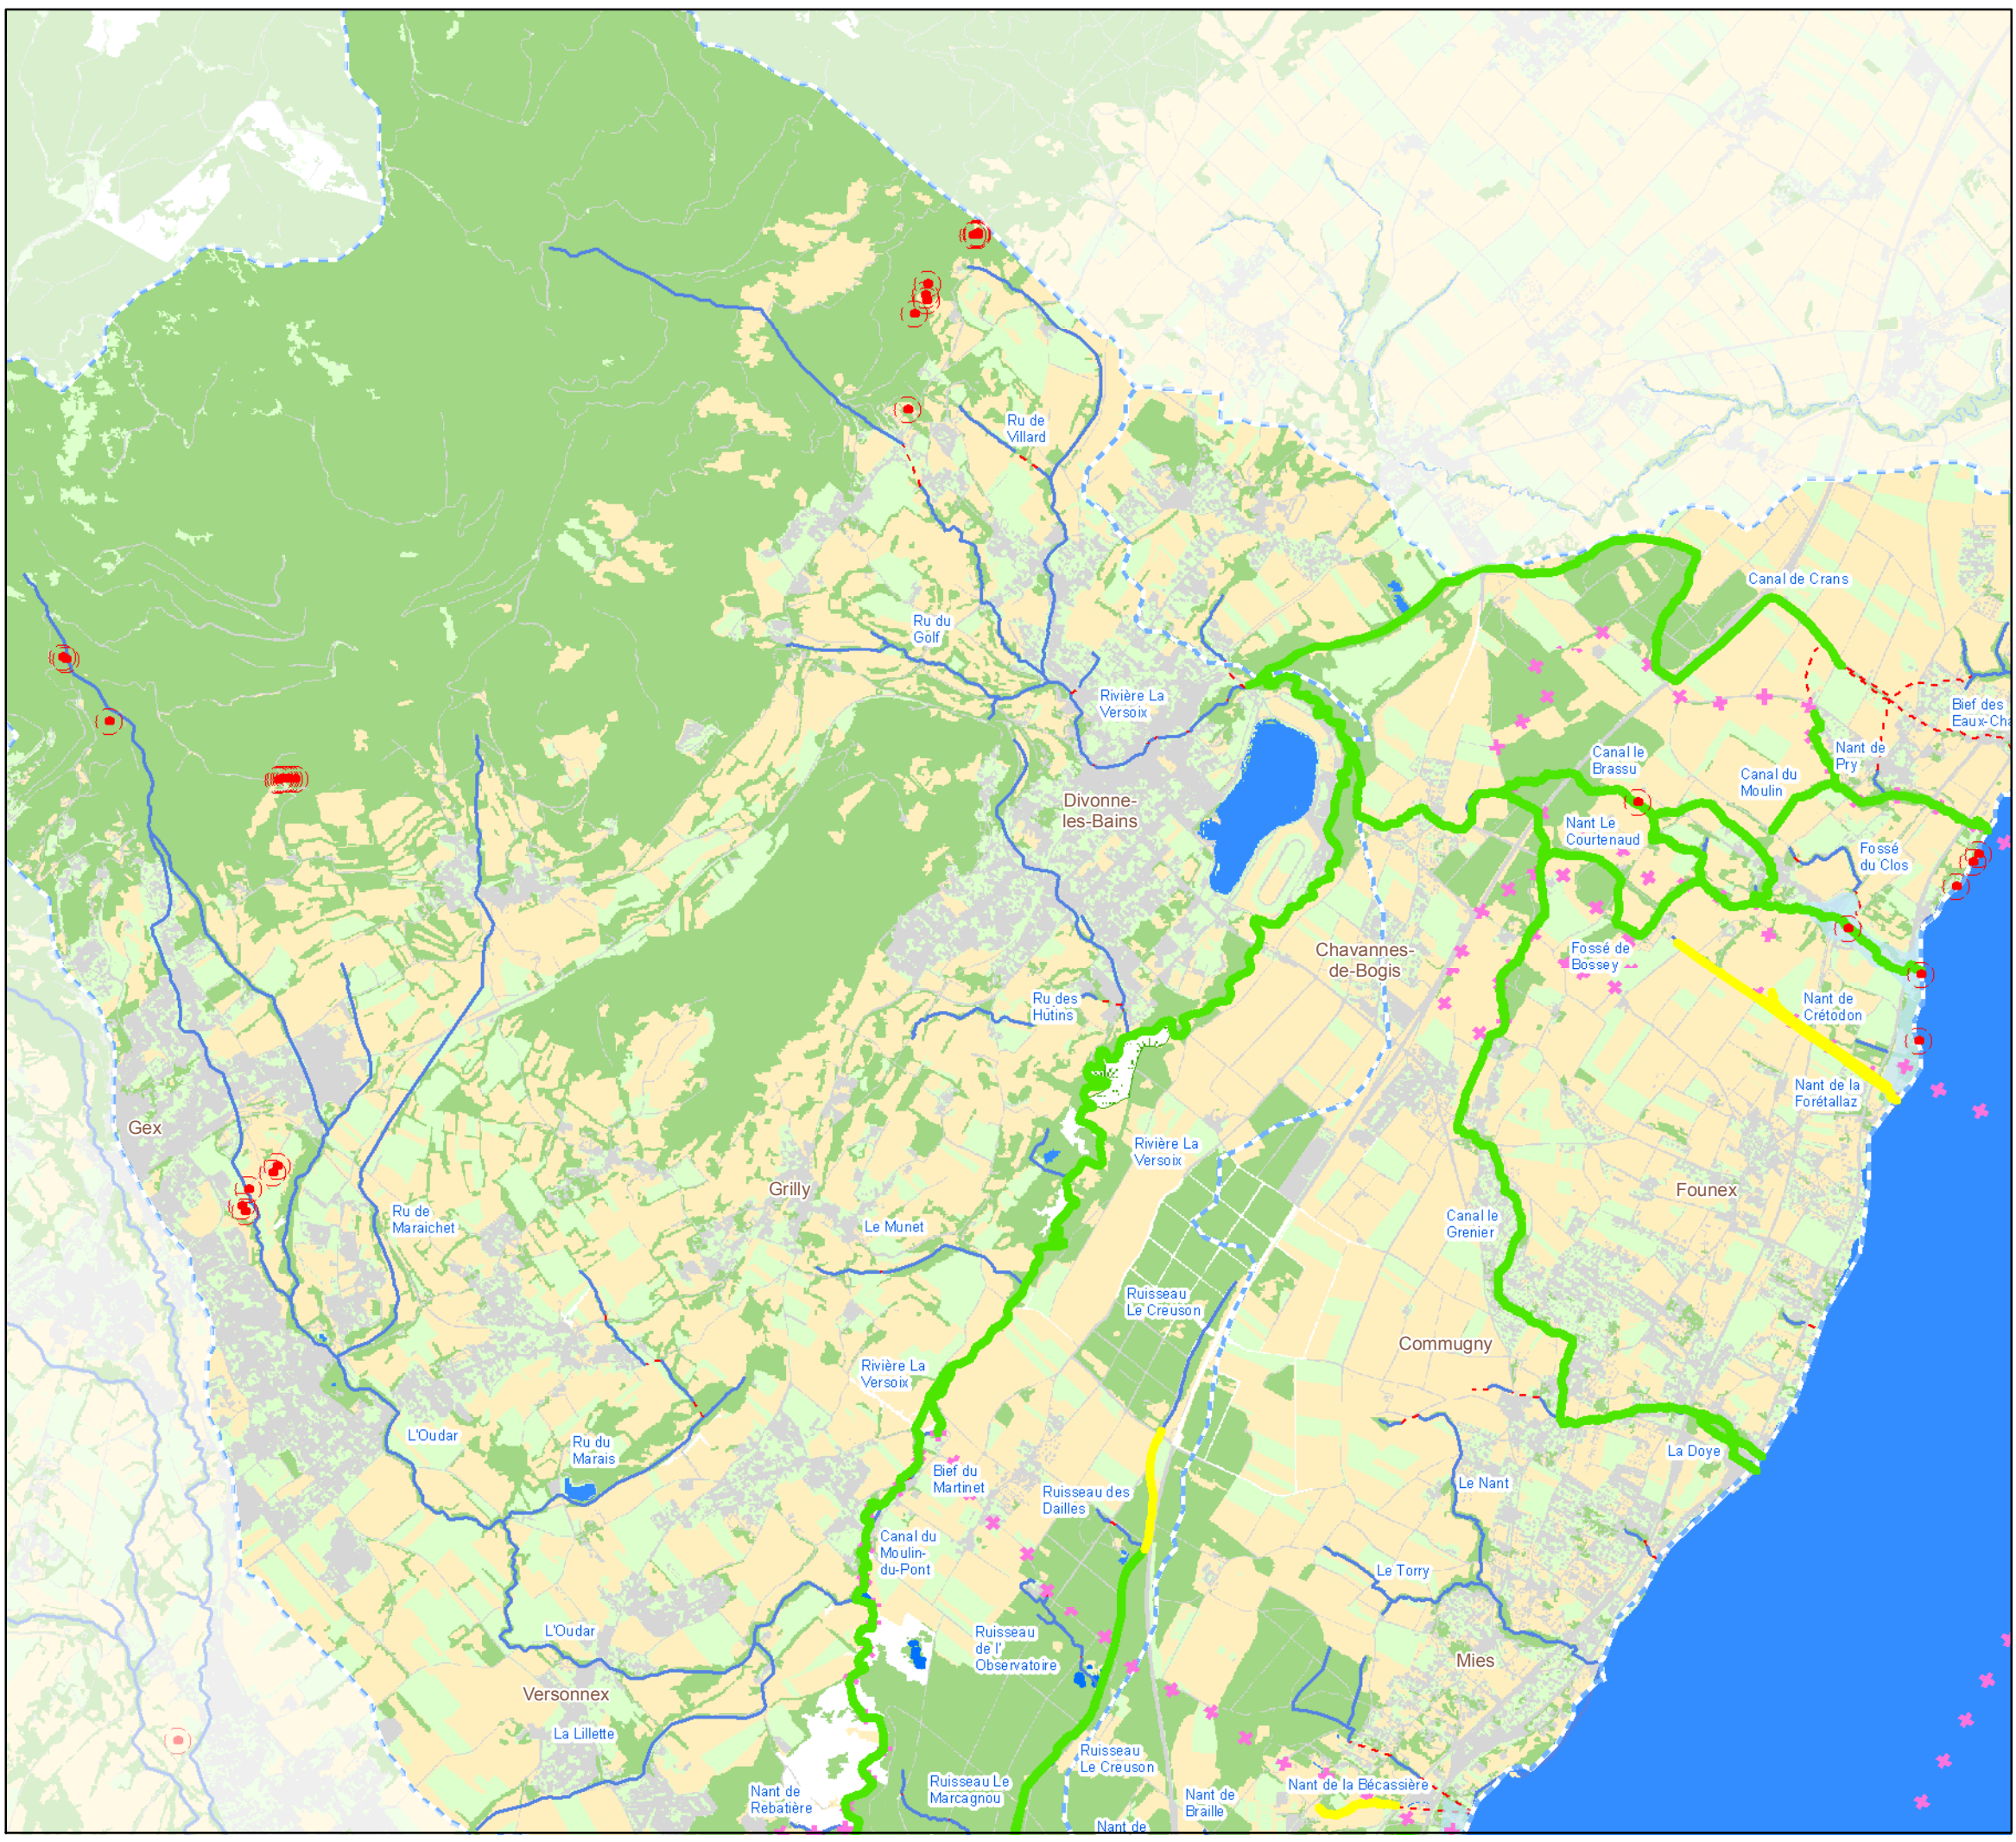 Ru de
Villard
Canal de Crans
Ru du
Golf
Rivière La
Versoix
Bief des
Eaux-Cha
Nant de
Pry
Canal le
Brassu
Canal du
Moulin
Divonne-
les-Bains
Nant Le
Courtenaud
Fossé
du Clos
Chavannes-
de-Bogis
Fossé de
Bossey
Ru des
Hutins
Nant de
Crétodon
Nant de la
Forétallaz
Gex
Rivière La
Versoix
Grilly
Founex
Ru de
Maraichet
Le Munet
Canal le
Grenier
Ruisseau
Le Creuson
Commugny
Rivière La
Versoix
L'Oudar
Ru du
Marais
La Doye
Bief du
Martinet
Ruisseau des
Dailles
Le Nant
Canal du
Moulin-
du-Pont
Le Torry
L'Oudar
Ruisseau
de l'
Observatoire
Mies
Versonnex
La Lillette
Ruisseau
Le Creuson
Nant de
Rebatière
Ruisseau Le
Marcagnou
Nant de la Bécassière
Nant de
Braille
Nant de